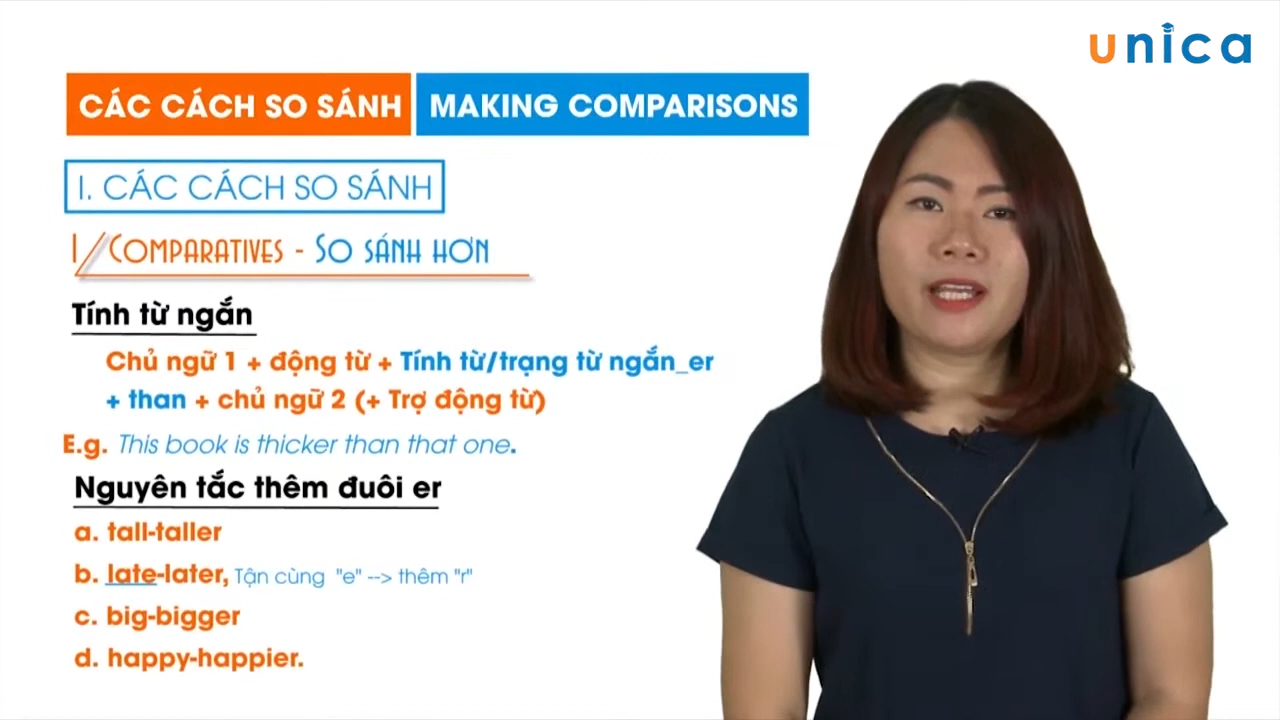 unica
CÁC CÁCH SO SÁNH MAKING COMPARISONS
I. CÁC CÁCH SO SÁNH
1/ COMPARATIVES - SO SÁNH HƠN
Tính từ ngắn
Chủ ngữ 1 + động từ + Tính từ/trạng từ ngắn_er
+ than + chủ ngữ 2 (+ Trợ động từ)
E.g. This book is thicker than that one.
Nguyên tắc thêm đuôi er
a. tall-taller
b. late-later, Tận cùng "e" --> thêm "r"
c. big-bigger
d. happy-happier.